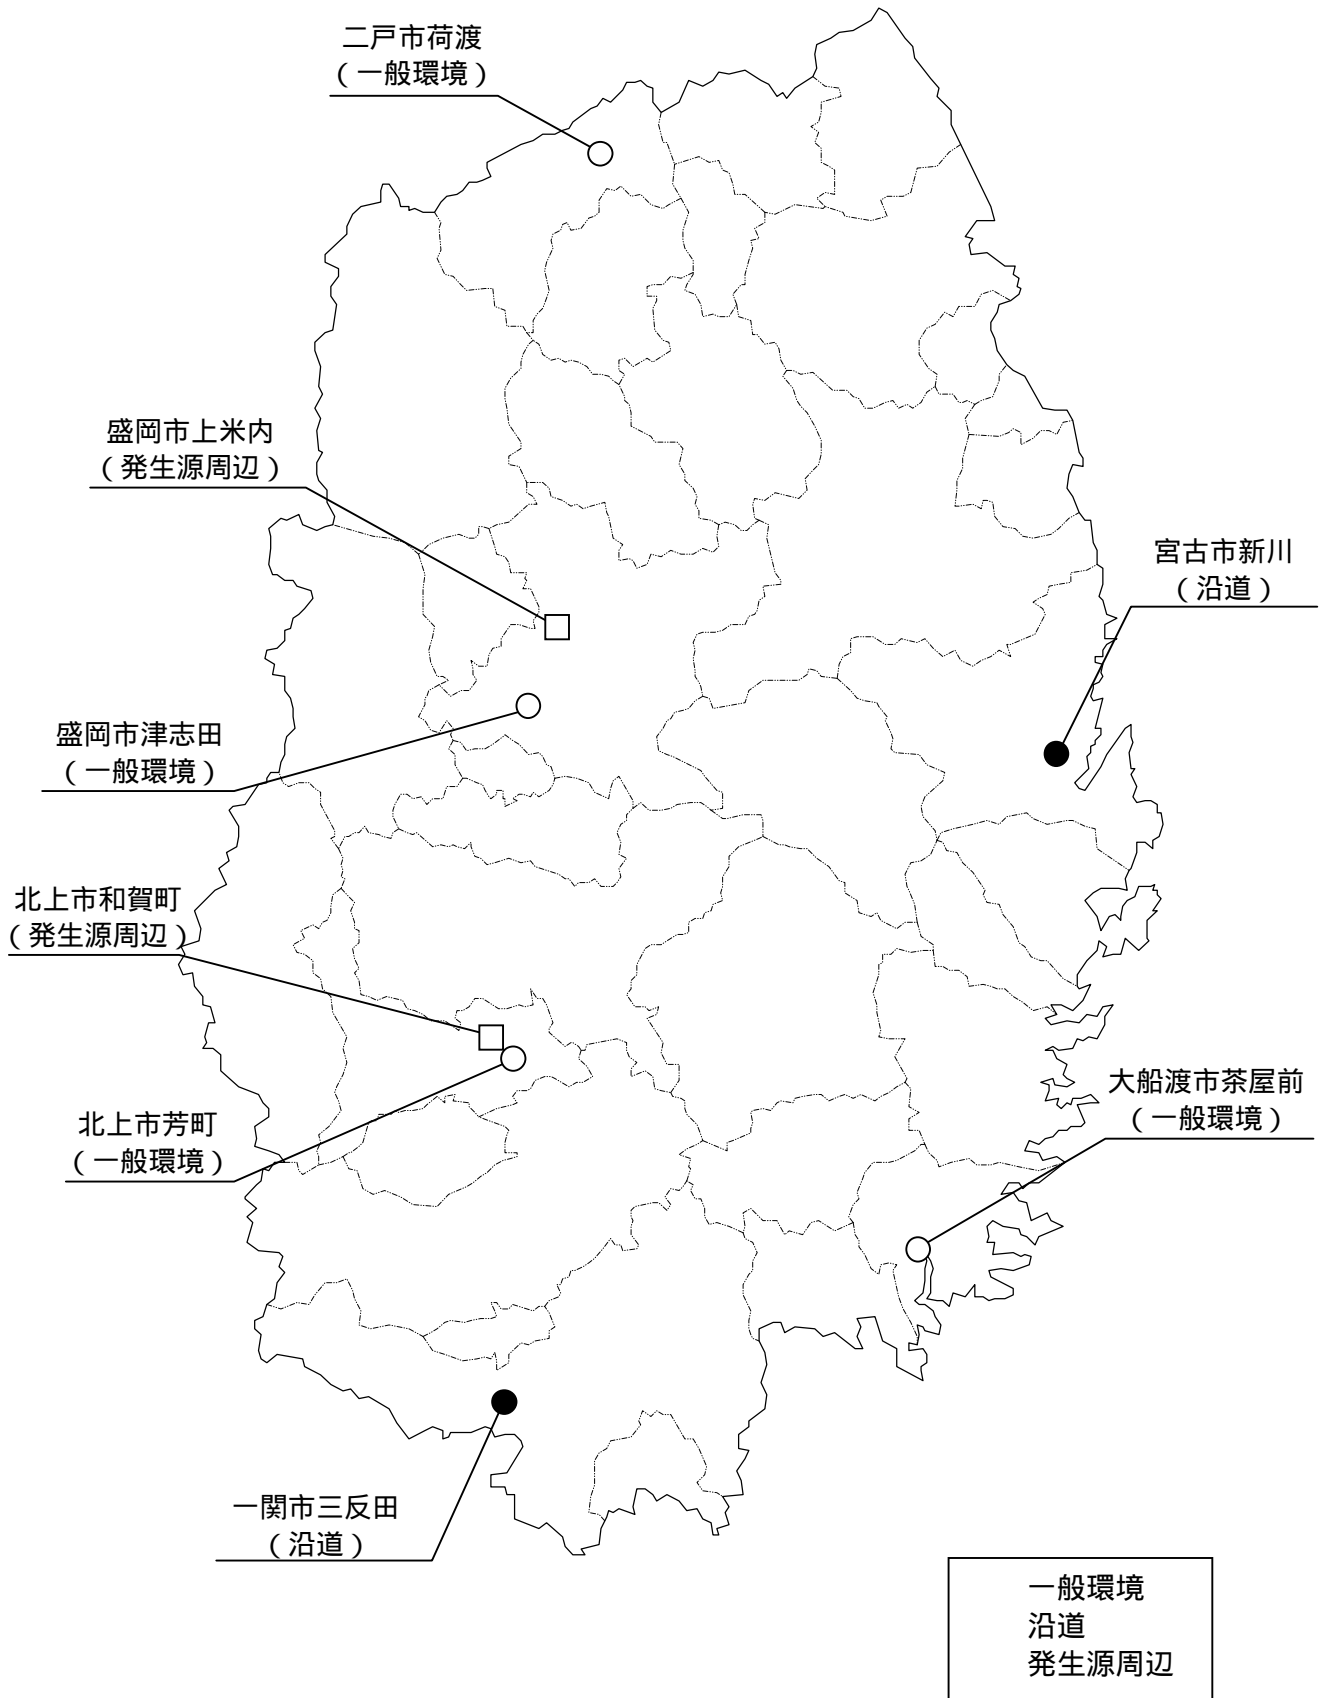 二戸市荷渡
（一般環境）
盛岡市上米内
（発生源周辺）
宮古市新川
（沿道）
盛岡市津志田
（一般環境）
北上市和賀町
（発生源周辺）
大船渡市茶屋前
（一般環境）
北上市芳町
（一般環境）
一関市三反田
（沿道）
一般環境
沿道
発生源周辺